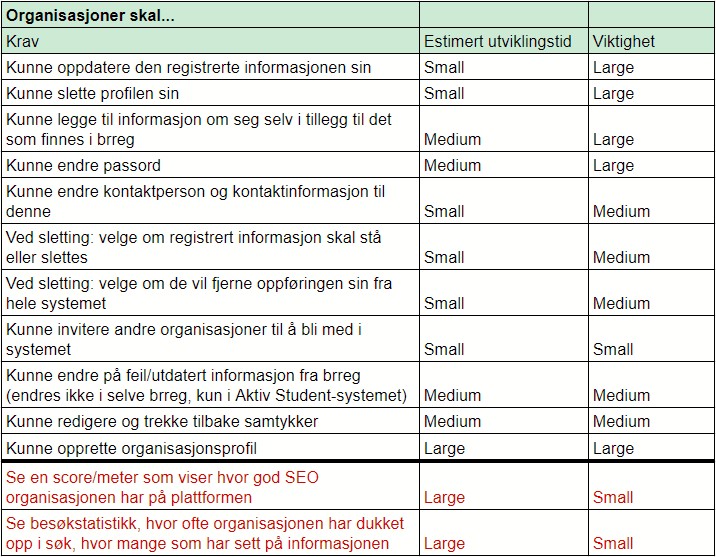 Organisasjoner skal...
Krav Estimert utviklingstid Viktighet
Kunne oppdatere den registrerte informasjonen sin Small Large
Kunne slette profilen sin Small Large
Kunne legge til informasjon om seg selv i tillegg til det
som finnes i brreg Medium Large
Kunne endre passord Medium Large
Kunne endre kontaktperson og kontaktinformasjon til
denne Small Medium
Ved sletting: velge om registrert informasjon skal stå
eller slettes Small Medium
Ved sletting: velge om de vil fjerne oppføringen sin fra
hele systemet Small Medium
Kunne invitere andre organisasjoner til å bli med i
systemet Small Small
Kunne endre på feil/utdatert informasjon fra brreg
(endres ikke i selve brreg, kun i Aktiv Student-systemet) Medium Medium
Kunne redigere og trekke tilbake samtykker Medium Medium
Kunne opprette organisasjonsprofil Large Large
Se en score/meter som viser hvor god SEO
organisasjonen har på plattformen Large Small
Se besøkstatistikk, hvor ofte organisasjonen har dukket
opp i søk, hvor mange som har sett på informasjonen Large Small